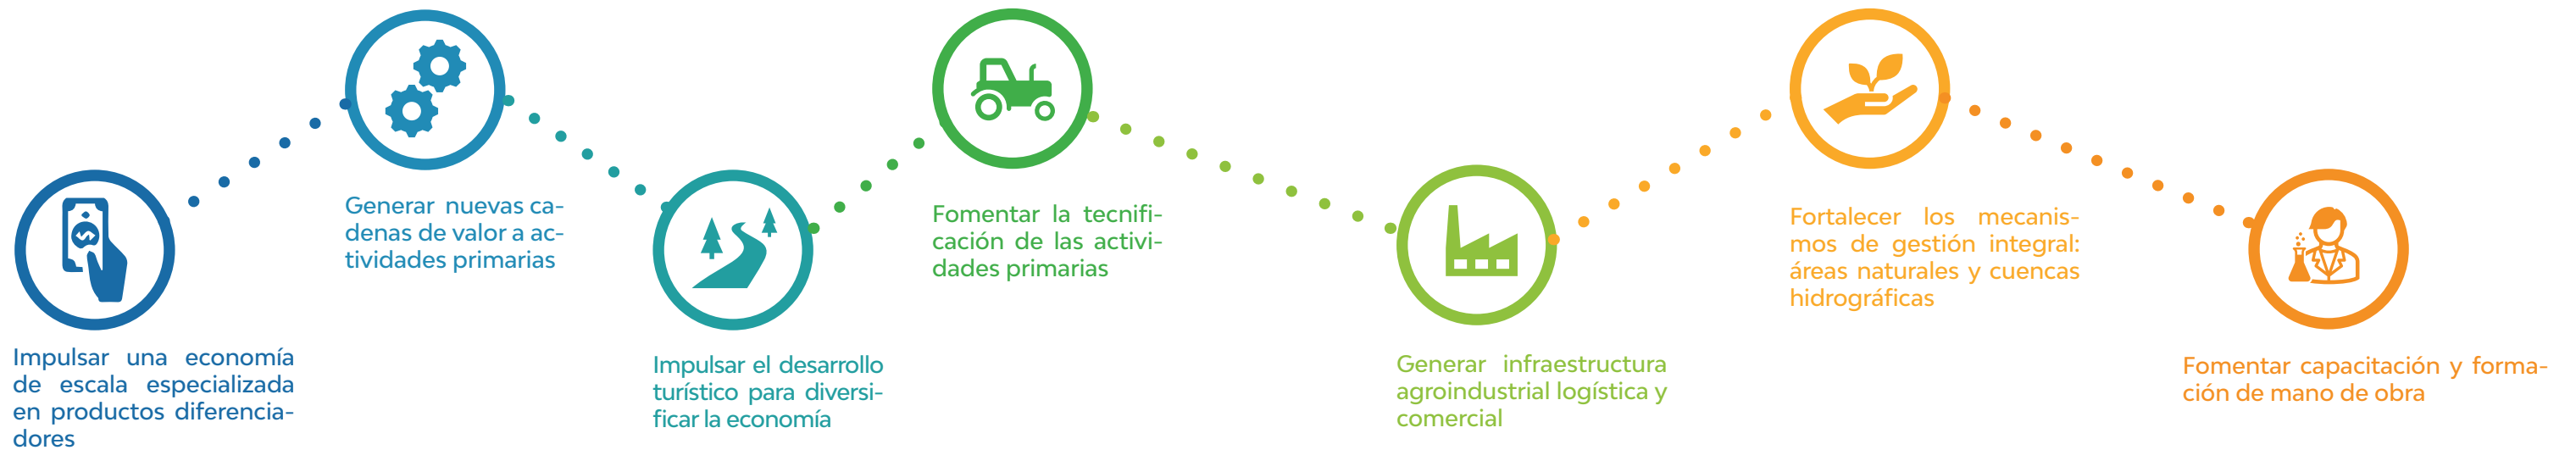 Impulsar una economía
de escala especializada
en productos diferencia-
dores
Generar nuevas ca-
denas de valor a ac-
tividades primarias
Impulsar el desarrollo
turístico para diversi-
ficar la economía
Fomentar la tecnifi-
cación de las activi-
dades primarias
Generar infraestructura
agroindustrial logística y
comercial
Fortalecer los mecanis-
mos de gestión integral:
áreas naturales y cuencas
hidrográficas
Fomentar capacitación y forma-
ción de mano de obra